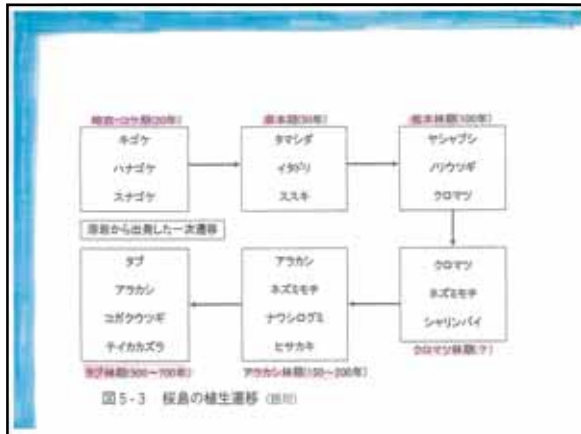 地衣・コケ期(20年)
キゴケ
ハナゴケ
スナゴケ
草本期(50年)
タマシダ
イタドリ
ススキ
低木林期(100年)
ヤシャブシ
ノリウツギ
クロマツ
溶岩から出発した一次遷移
クロマツ
ネズミモチ
シャリンバイ
クロマツ林期(?)
アラカシ
ネズミモチ
ナワシログミ
ヒサカキ
アラカシ林期(150〜200年)
タブ
アラカシ
コガクウツギ
テイカカズラ
タブ林期(500〜700年)
図5-3 桜島の植生遷移